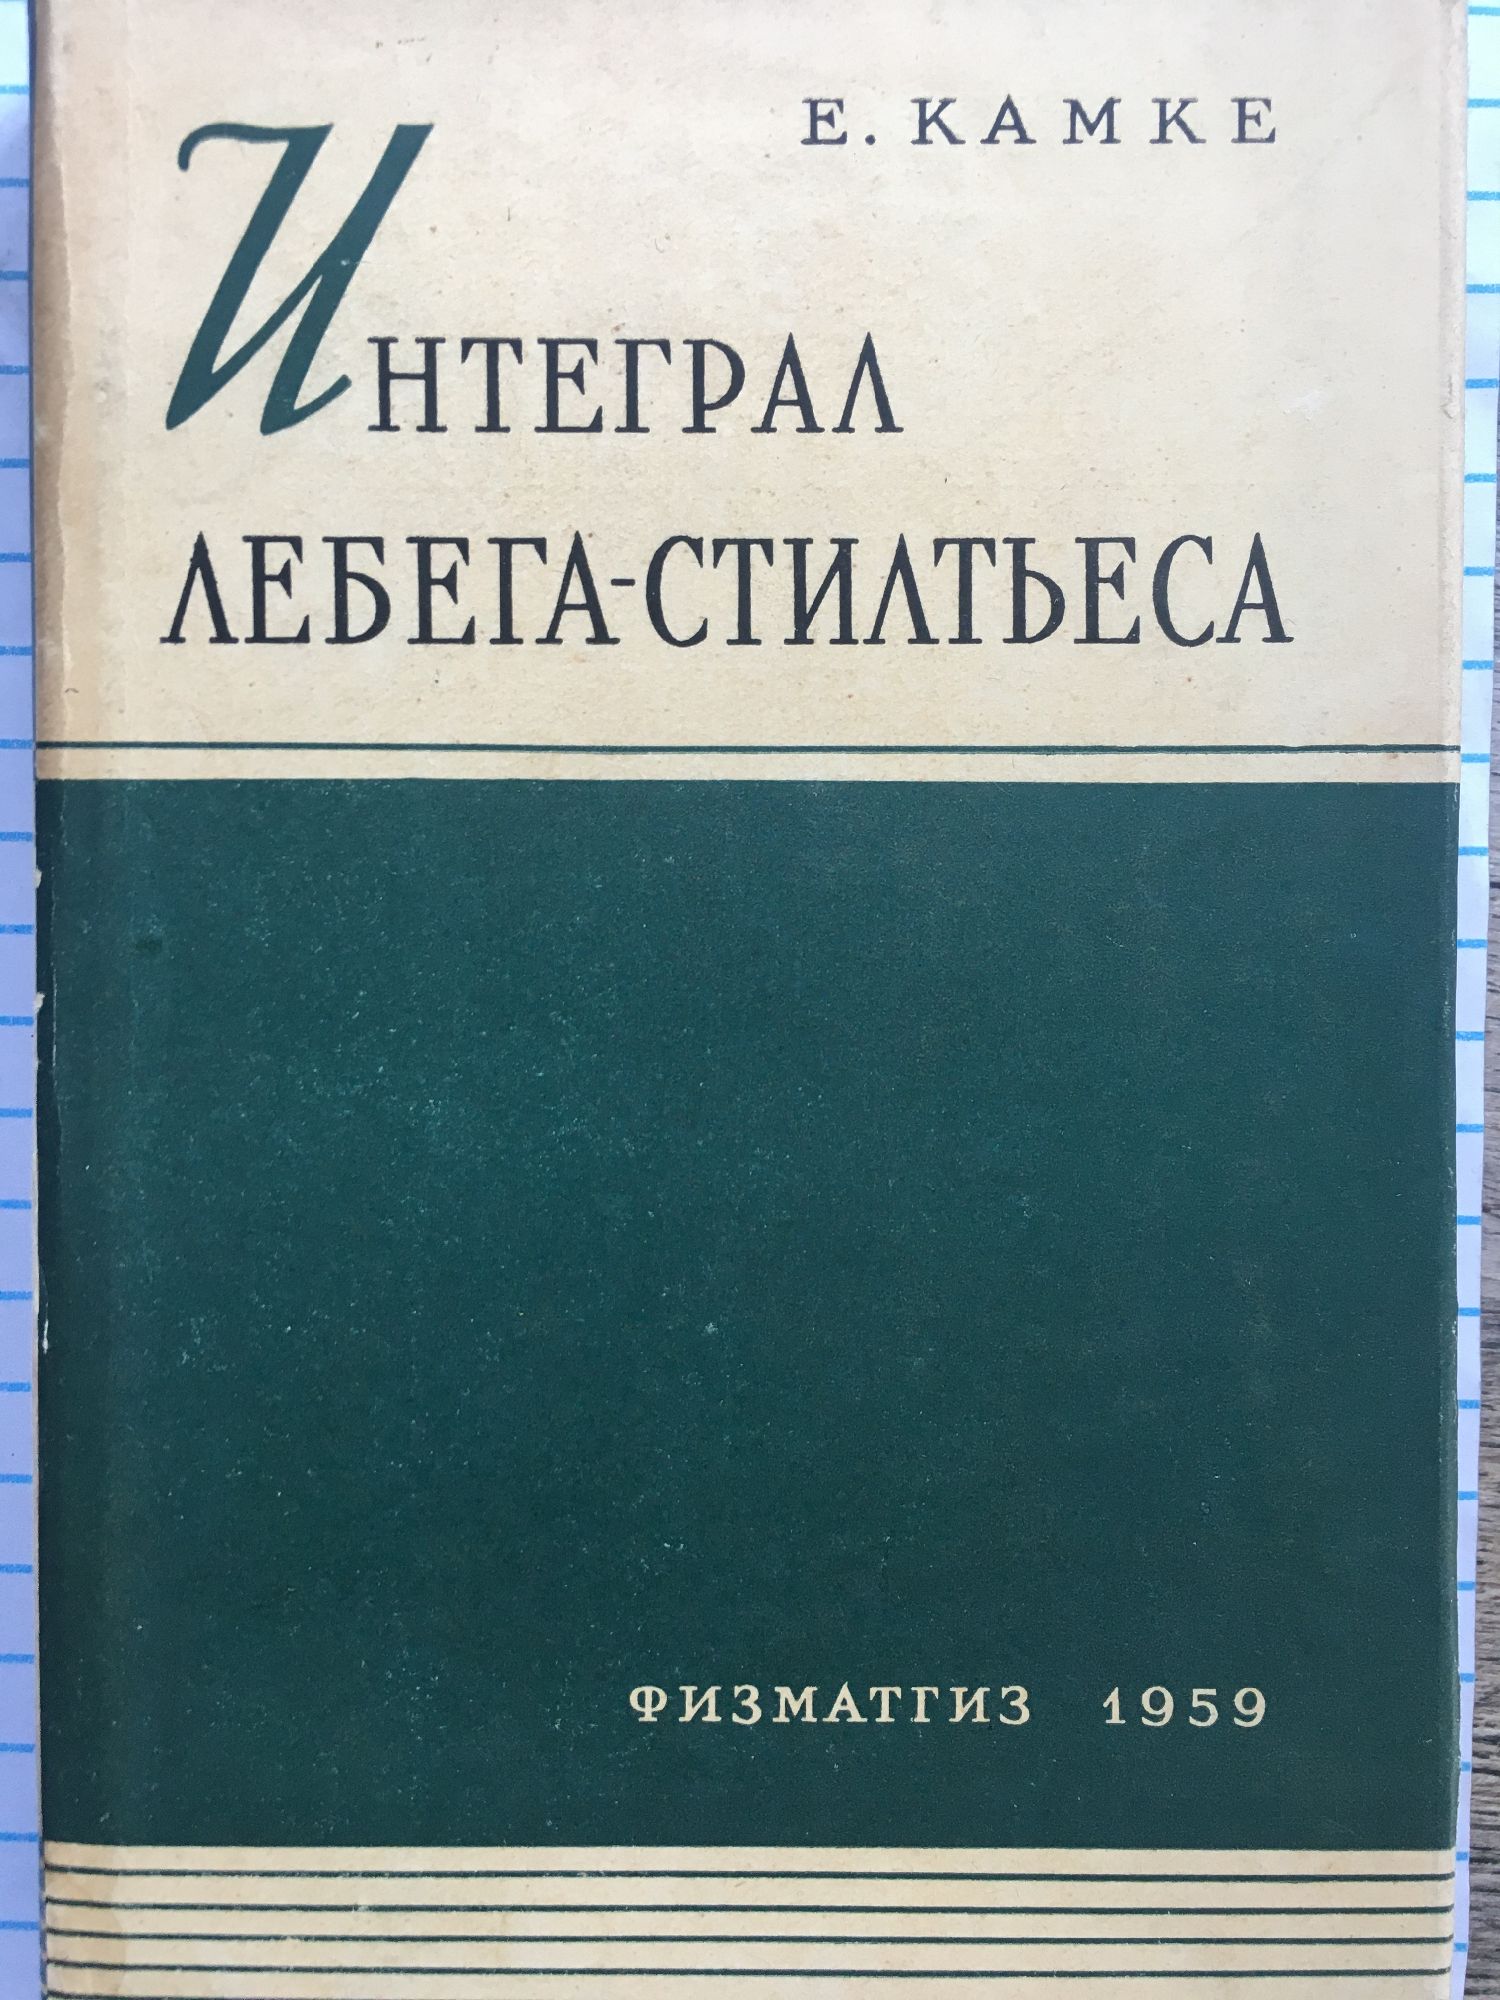 Е. КАМКЕ
ИНТЕГРАЛ
ЛЕБЕГА-СТИЛТЬЕСА
ФИЗМАТГИЗ 1959